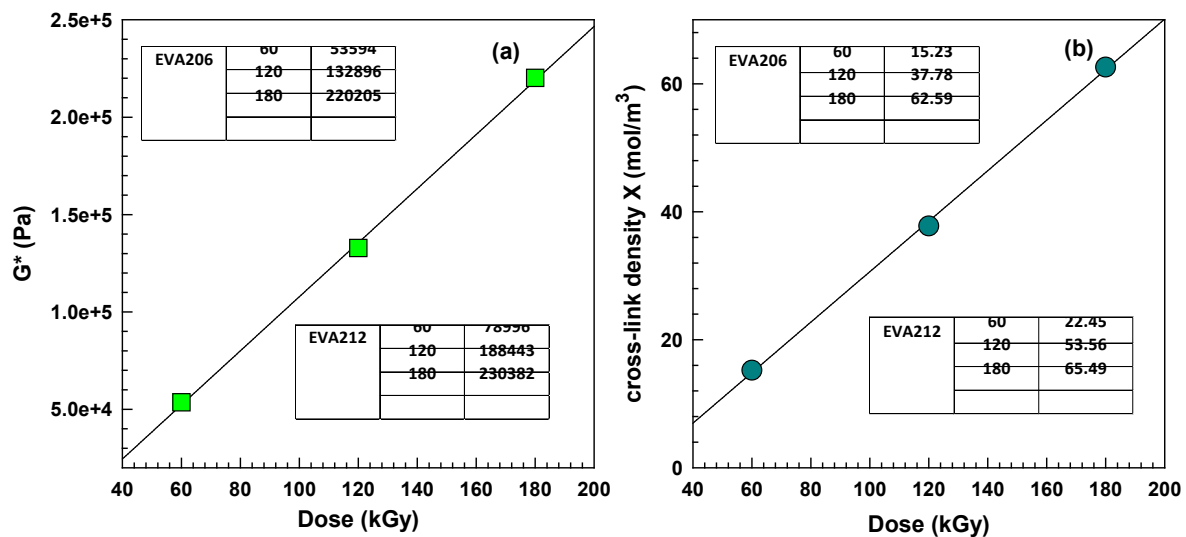 2.5e+5
2.0e+5
1.5e+5
1.0e+5
5.0e+4
G* (Pa)
(a)
EVA206
60 53594
120 132896
180 220205
EVA212
60 78996
120 188443
180 230382
40 60 80 100 120 140 160 180 200
Dose (kGy)
60
40
20
0
cross-link density X (mol/m³)
(b)
EVA206
60 15.23
120 37.78
180 62.59
EVA212
60 22.45
120 53.56
180 65.49
40 60 80 100 120 140 160 180 200
Dose (kGy)